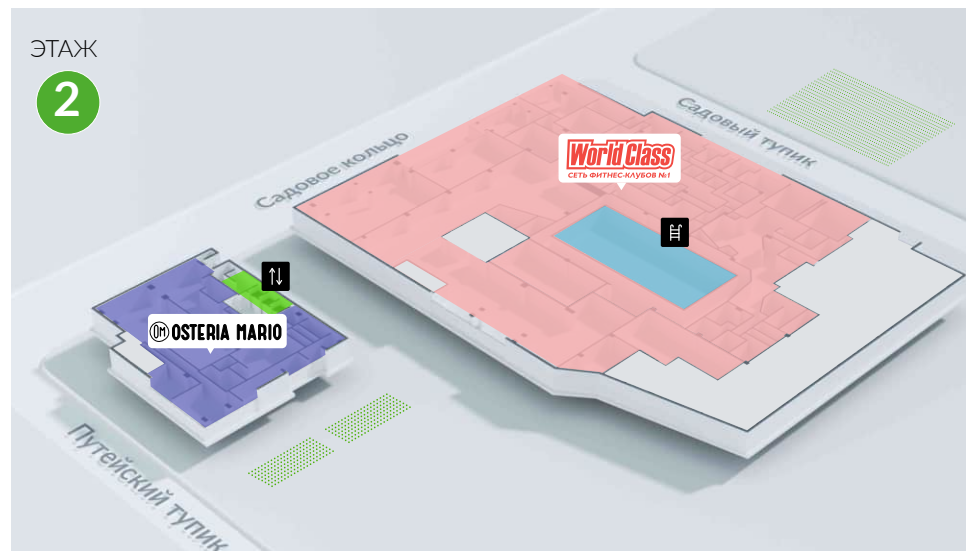 ЭТАЖ
2
Садовый тупик
World Class
СЕТЬ ФИТНЕС-КЛУБОВ №1
Садовое кольцо
OM OSTERIA MARIO
Путейский тупик